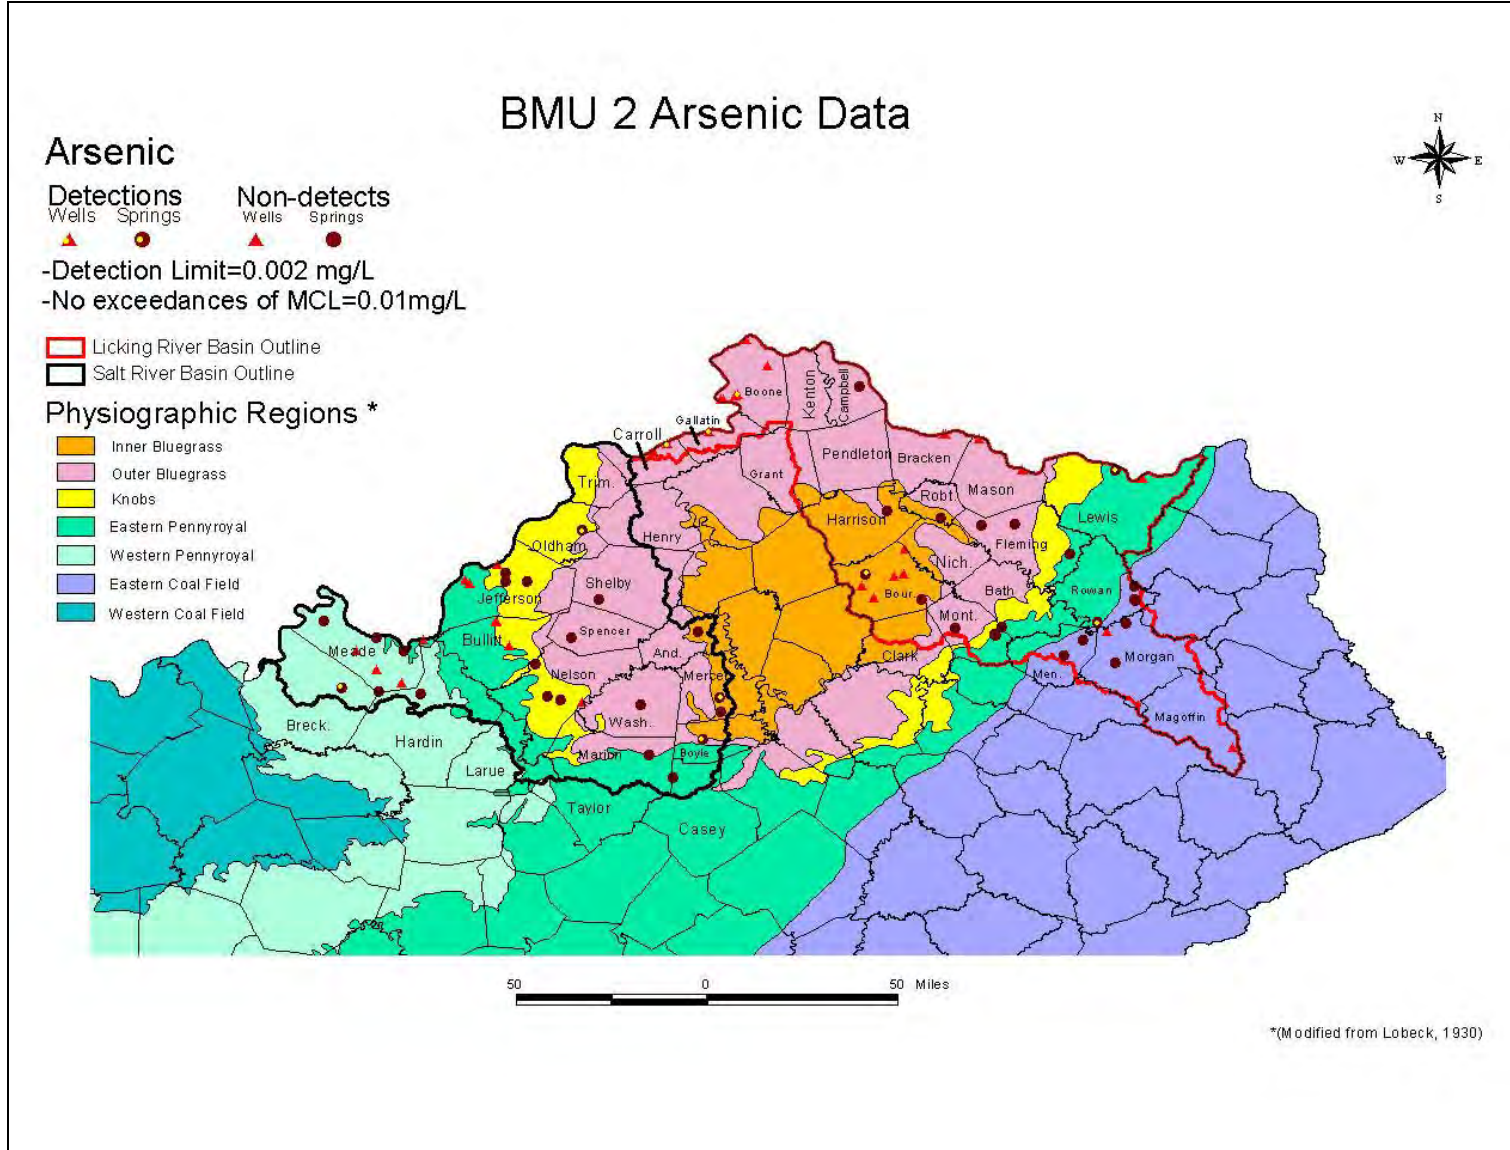 BMU 2 Arsenic Data
N
W E
S
Arsenic
Detections Non-detects
Wells Springs Wells Springs
-Detection Limit=0.002 mg/L
-No exceedances of MCL=0.01mg/L
Licking River Basin Outline
Salt River Basin Outline
Physiographic Regions *
Inner Bluegrass
Outer Bluegrass
Knobs
Eastern Pennyroyal
Western Pennyroyal
Eastern Coal Field
Western Coal Field
Boone
Kenton
Campbell
Gallatin
Carroll
Grant
Pendleton
Bracken
Trim.
Robt.
Mason
Harrison
Lewis
Henry
Oldham
Fleming
Nich.
Shelby
Jefferson
Bour.
Bath
Rowan
Mont.
Spencer
Bullitt
Meade
And.
Clark
Morgan
Nelson
Mercer
Men.
Magoffin
Breck.
Wash.
Hardin
Marion
Boyle
Larue
Taylor
Casey
50 0 50 Miles
*(Modified from Lobeck, 1930)